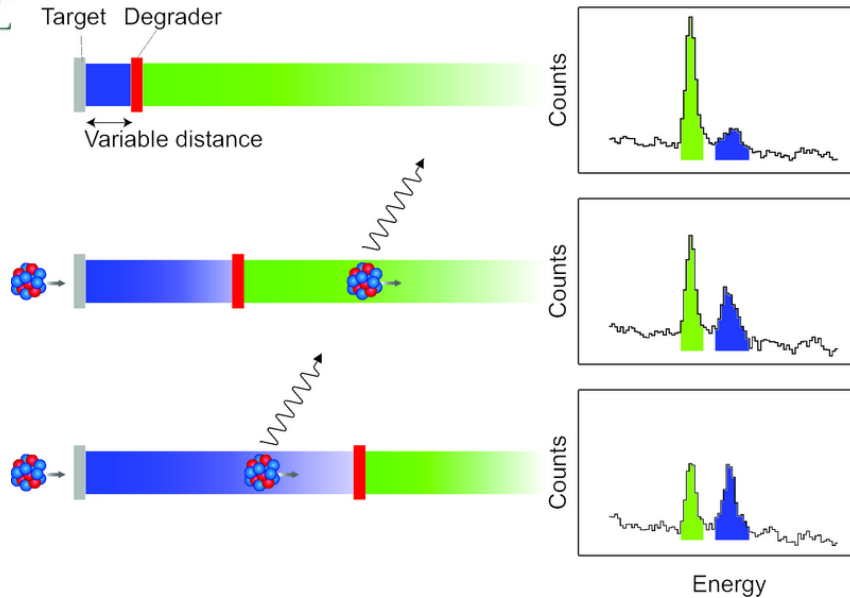 Target Degrader
Variable distance
Counts
Counts
Counts
Energy